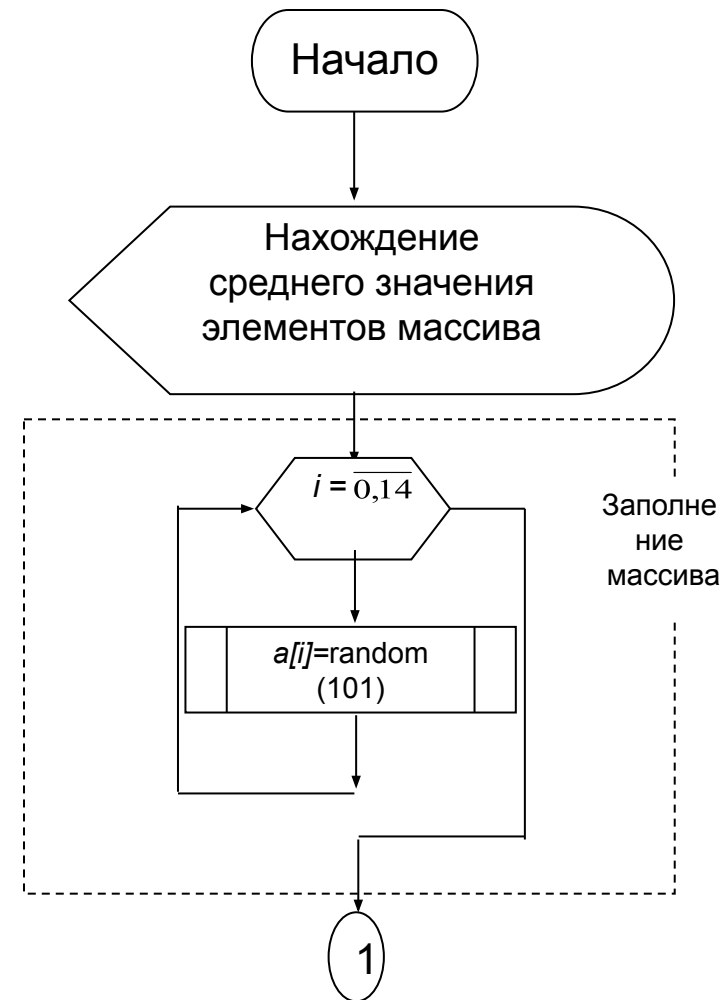 Начало
Нахождение
среднего значения
элементов массива
i = 0,14
Заполне
ние
массива
a[i]=random
(101)
1